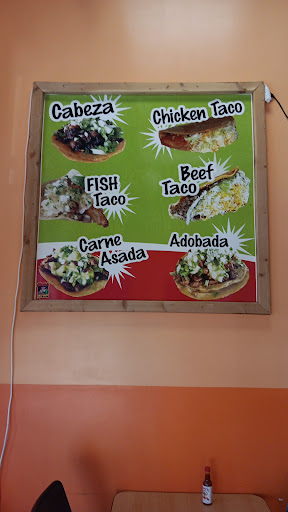 Cabeza
Chicken Taco
FISH
Taco
Beef
Taco
Carne
Asada
Adobada